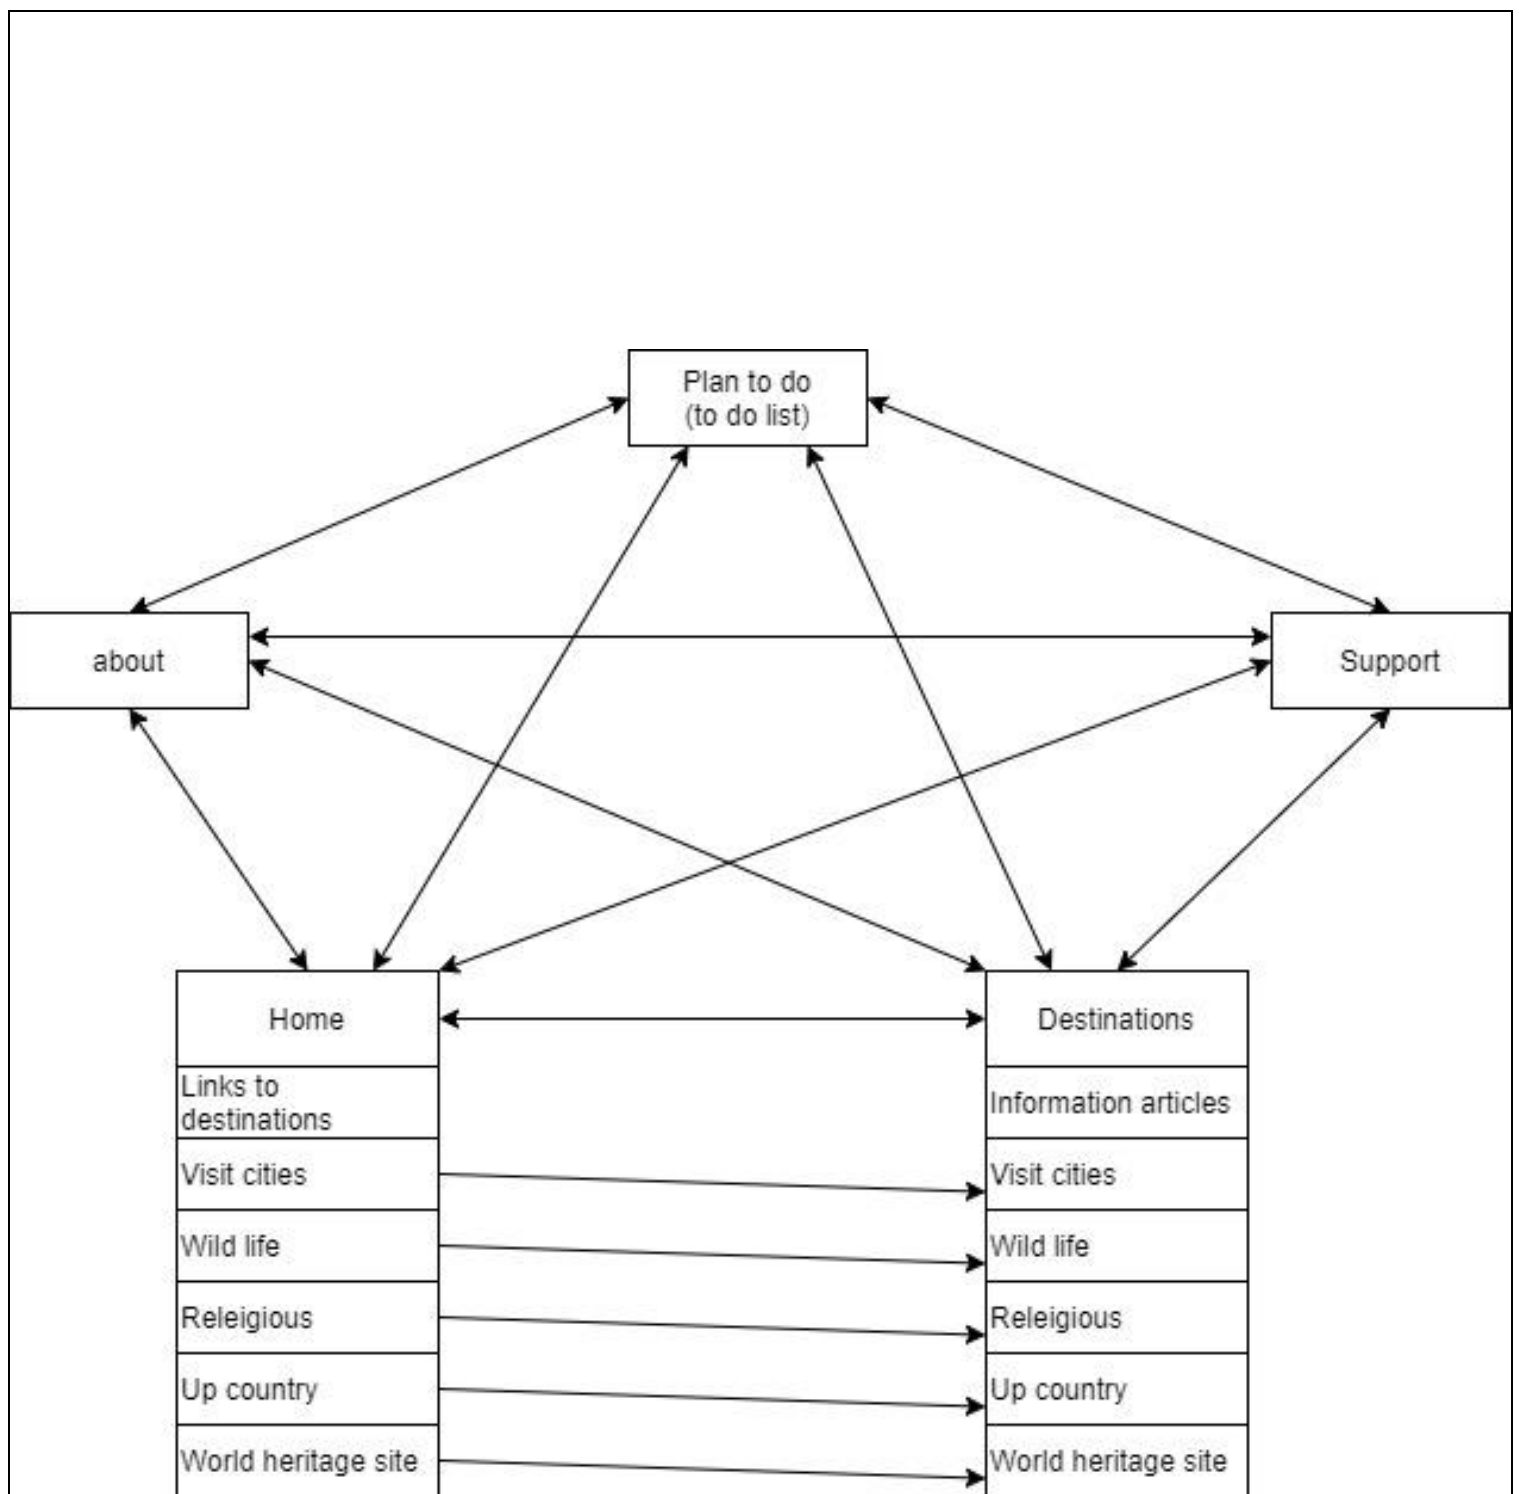 Plan to do
(to do list)
about
Support
Home
Destinations
Links to
destinations
Information articles
Visit cities
Visit cities
Wild life
Wild life
Releigious
Releigious
Up country
Up country
World heritage site
World heritage site